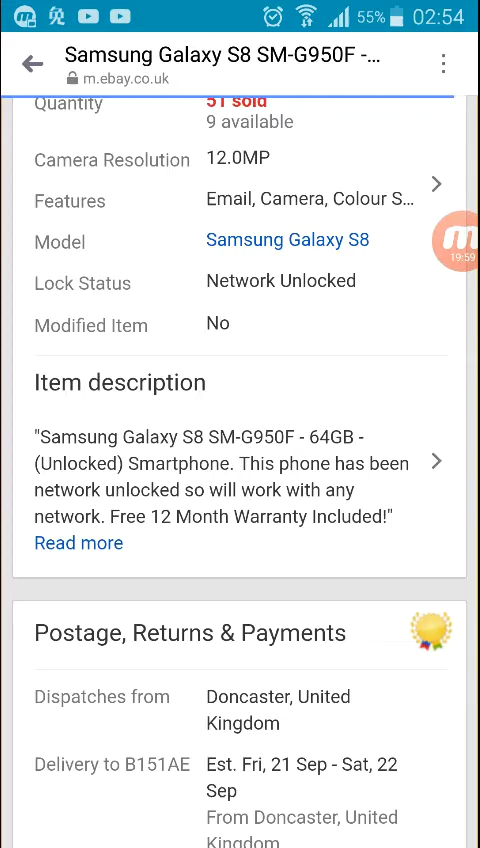 55% 02:54
Samsung Galaxy S8 SM-G950F -...
m.ebay.co.uk
Quantity 51 sold
9 available
Camera Resolution 12.0MP
Features Email, Camera, Colour S...
Model Samsung Galaxy S8
19:59
Lock Status Network Unlocked
Modified Item No
Item description
"Samsung Galaxy S8 SM-G950F - 64GB -
(Unlocked) Smartphone. This phone has been
network unlocked so will work with any
network. Free 12 Month Warranty Included!"
Read more
Postage, Returns & Payments
Dispatches from Doncaster, United
Kingdom
Delivery to B151AE Est. Fri, 21 Sep - Sat, 22
Sep
From Doncaster, United
Kingdom